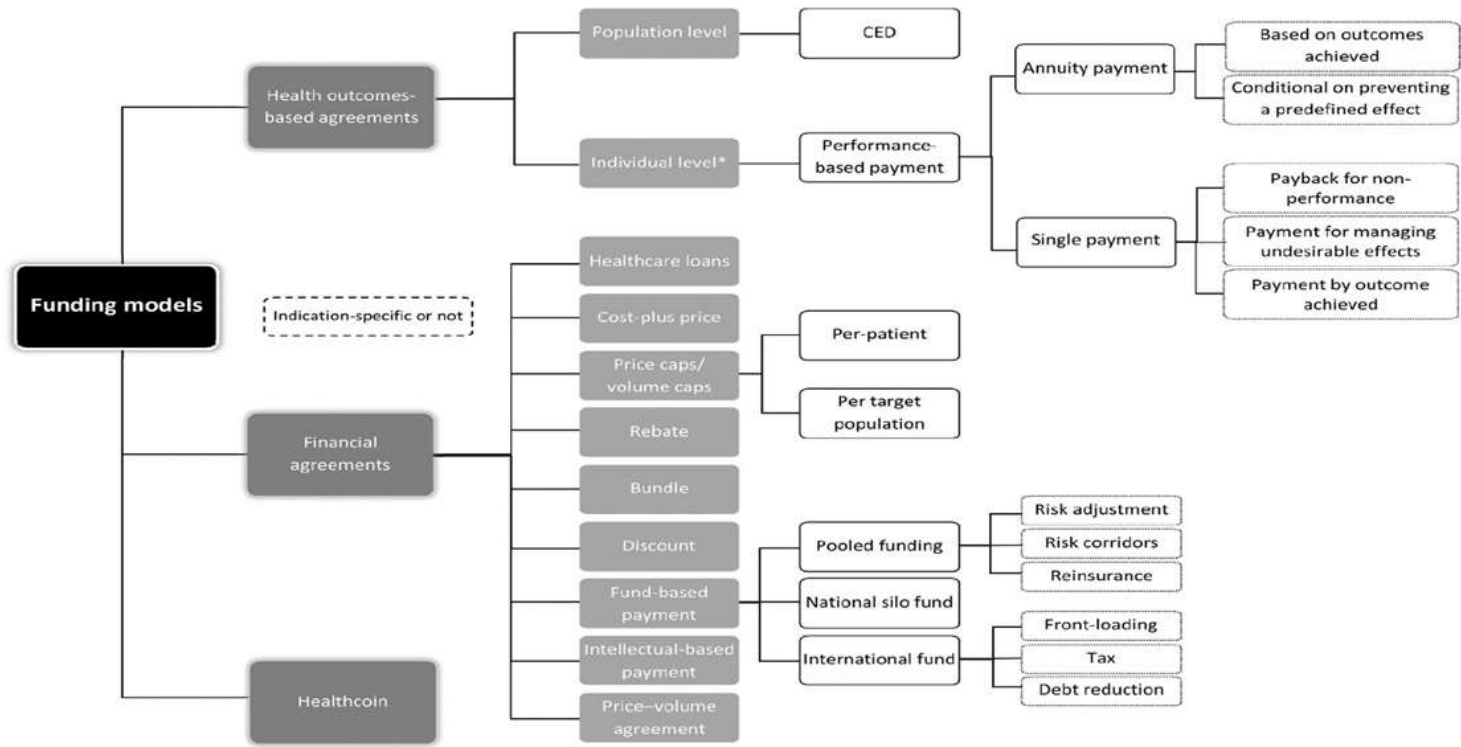 Funding models
Health outcomes-
based agreements
Population level
CED
Individual level*
Performance-
based payment
Annuity payment
Based on outcomes
achieved
Conditional on preventing
a predefined effect
Single payment
Payback for non-
performance
Payment for managing
undesirable effects
Payment by outcome
achieved
Indication-specific or not
Financial
agreements
Healthcare loans
Cost-plus price
Price caps/
volume caps
Per-patient
Per target
population
Rebate
Bundle
Discount
Fund-based
payment
Pooled funding
Risk adjustment
Risk corridors
Reinsurance
National silo fund
International fund
Front-loading
Tax
Debt reduction
Intellectual-based
payment
Price–volume
agreement
Healthcoin